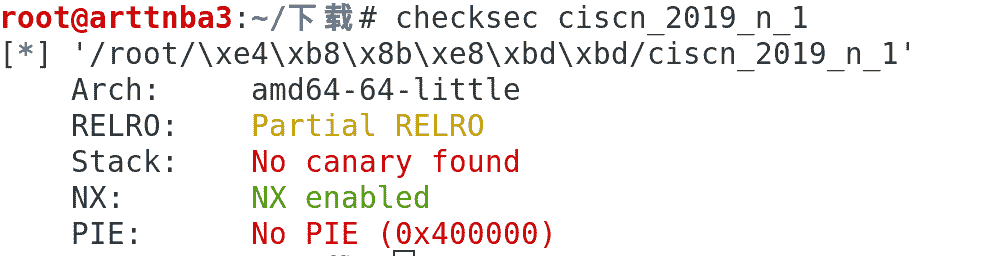 root@arttnba3:~/下载# checksec ciscn_2019_n_1
[*] '/root/\xe4\xb8\x8b\xe8\xbd\xbd/ciscn_2019_n_1'
Arch: amd64-64-little
RELRO: Partial RELRO
Stack: No canary found
NX: NX enabled
PIE: No PIE (0x400000)